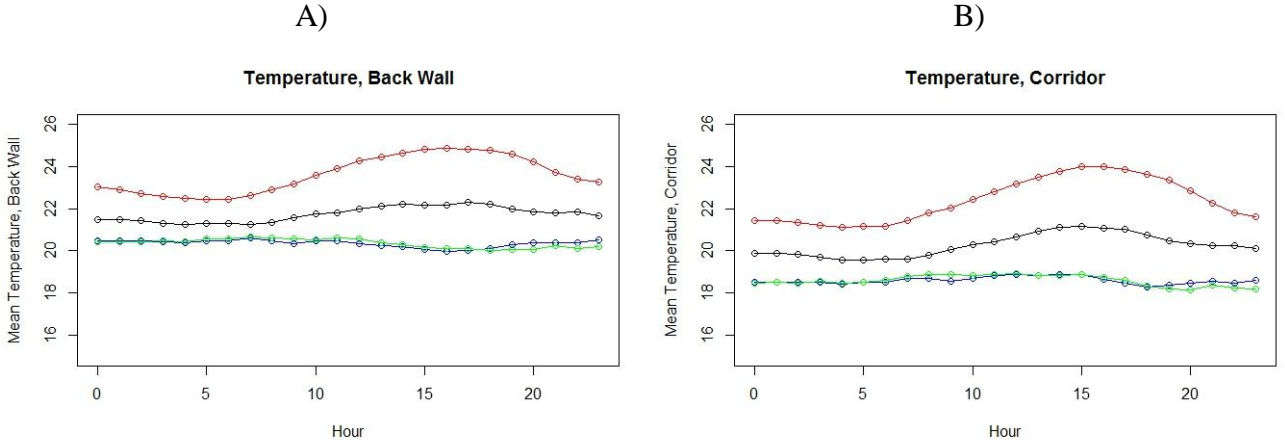 A)
B)
Temperature, Back Wall
Temperature, Corridor
Mean Temperature, Back Wall
26
24
22
20
18
16
0 5 10 15 20
Hour
Mean Temperature, Corridor
26
24
22
20
18
16
0 5 10 15 20
Hour